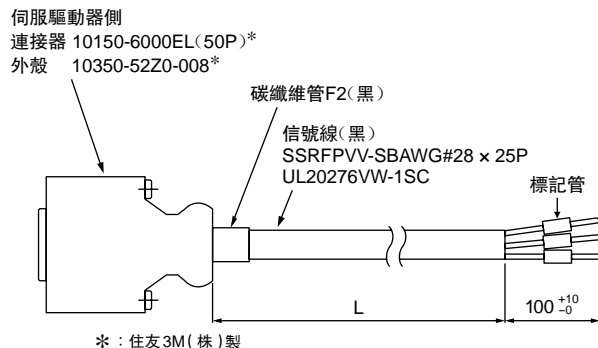 伺服驅動器側
連接器 10150-6000EL(50P)*
外殼 10350-52Z0-008*
碳纖維管F2(黑)
信號線(黑)
SSRFPVV-SBAWG#28 × 25P
UL20276VW-1SC
標記管
L
100 +10 -0
* : 住友3M(株)製